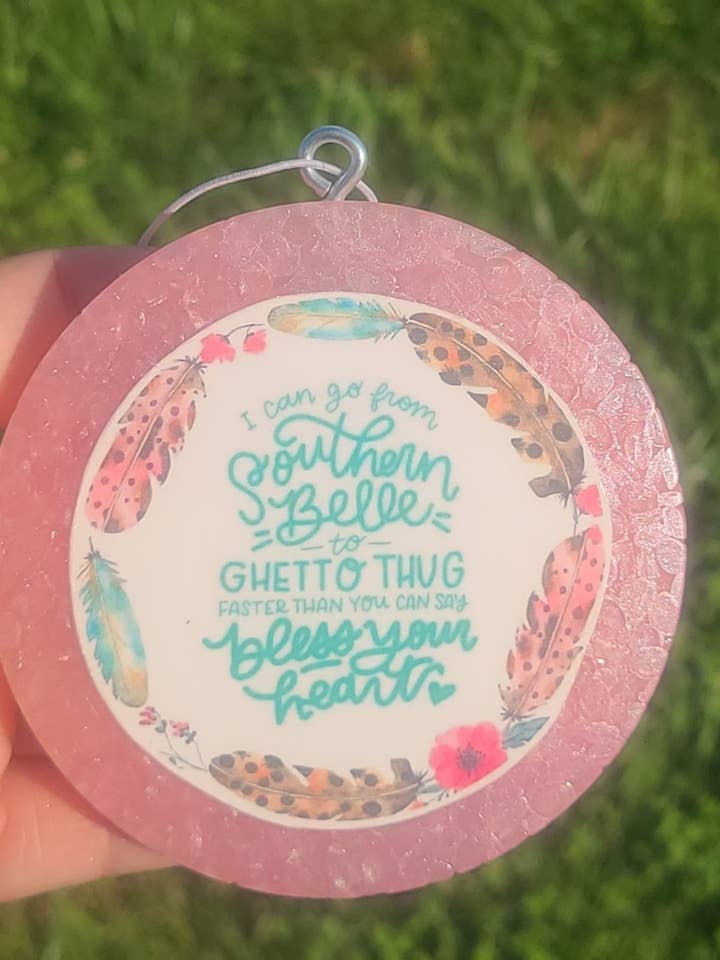 I can go from
Southern
Belle
- to -
GHETTO THUG
FASTER THAN YOU CAN SAY
bless your
heart